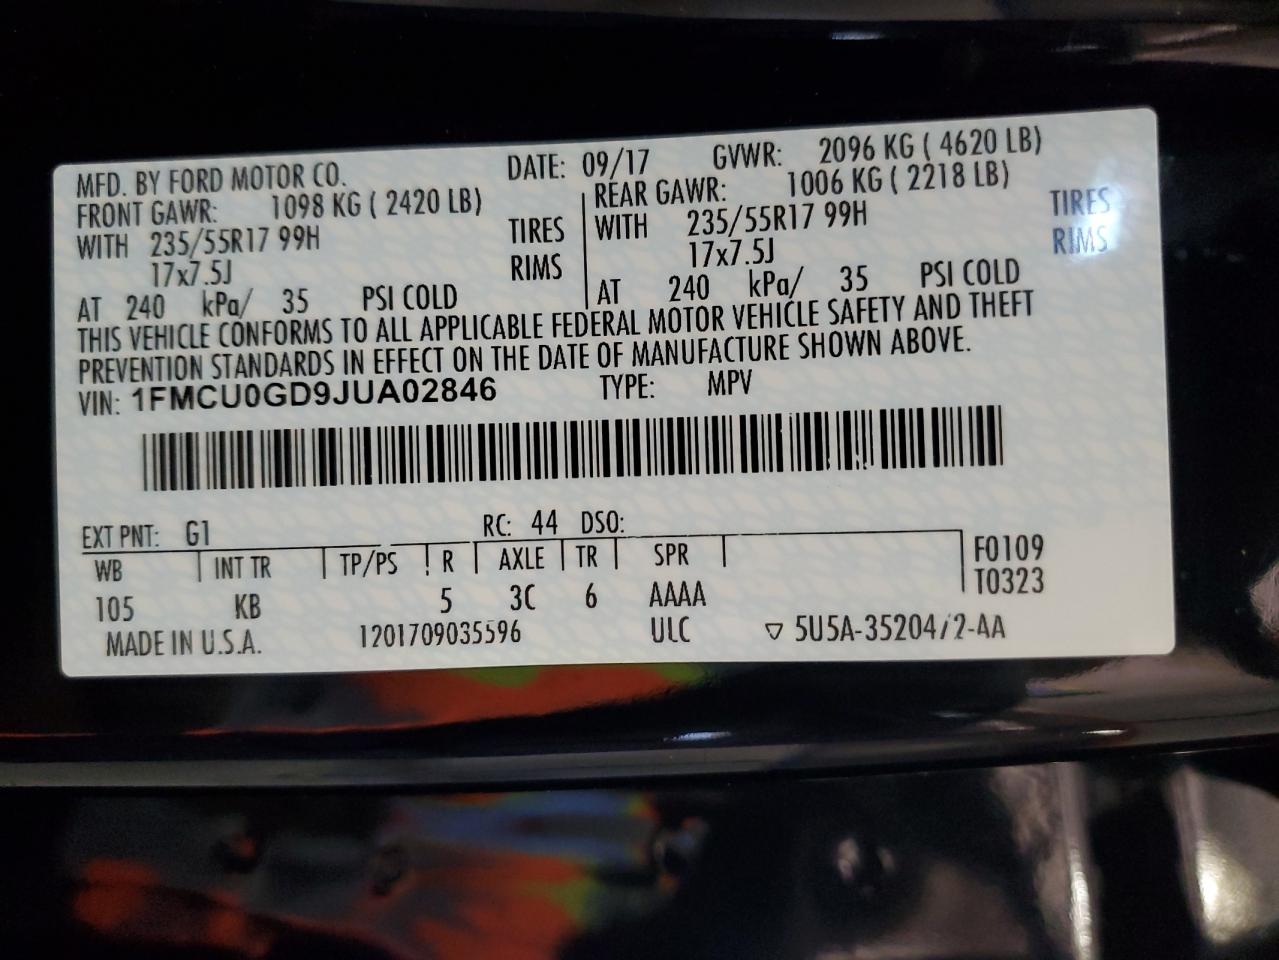 MFD. BY FORD MOTOR CO. DATE: 09/17 GVWR: 2096 KG ( 4620 LB)
FRONT GAWR: 1098 KG ( 2420 LB) REAR GAWR: 1006 KG ( 2218 LB)
WITH 235/55R17 99H TIRES WITH 235/55R17 99H TIRES
17x7.5J RIMS 17x7.5J RIMS
AT 240 kPa/ 35 PSI COLD AT 240 kPa/ 35 PSI COLD
THIS VEHICLE CONFORMS TO ALL APPLICABLE FEDERAL MOTOR VEHICLE SAFETY AND THEFT
PREVENTION STANDARDS IN EFFECT ON THE DATE OF MANUFACTURE SHOWN ABOVE.
VIN: 1FMCU0GD9JUA02846 TYPE: MPV
EXT PNT: G1 RC: 44 DSO:
WB INT TR TP/PS R AXLE TR SPR F0109
105 KB 5 3C 6 AAAA T0323
MADE IN U.S.A. 1201709035596 ULC ▽ 5U5A-3520472-AA